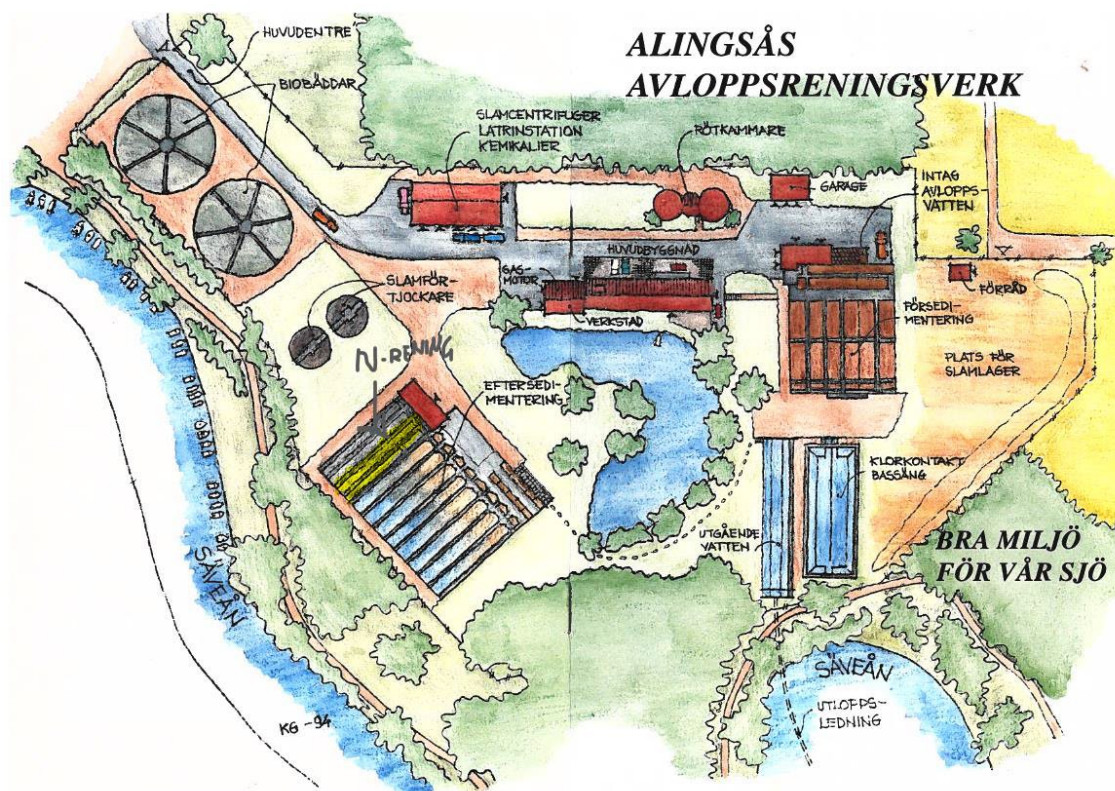 ALINGSÅS
AVLOPPSRENINGSVERK
HUVUDENTRE´
BIOBÄDDAR
SLAMCENTRIFUGER
LATRINSTATION
KEMIKALIER
RÖTKAMMARE
GARAGE
INTAG
AVLOPPS-
VATTEN
HUVUDBYGGNAD
GAS-
MOTOR
VERKSTAD
FÖRRÅD
SLAMFÖR-
TJOCKARE
FÖRSEDI-
MENTERING
PLATS FÖR
SLAMLAGER
N-RENING
EFTERSEDI-
MENTERING
KLORKONTAKT
BASSÄNG
UTGÅENDE
VATTEN
BRA MILJÖ
FÖR VÅR SJÖ
SÄVEÅN
SÄVEÅN
UTLOPPS-
LEDNING
KG -94